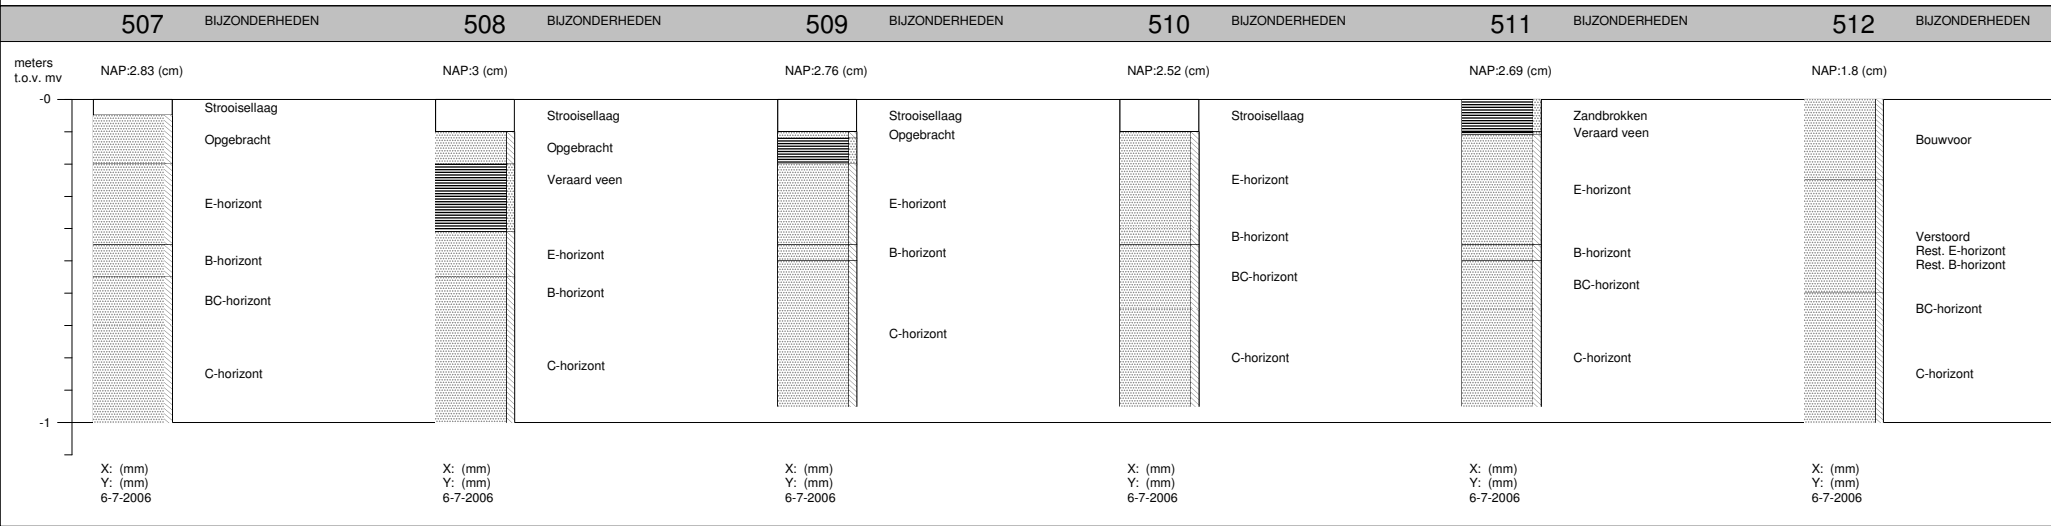 507 BIJZONDERHEDEN 508 BIJZONDERHEDEN 509 BIJZONDERHEDEN 510 BIJZONDERHEDEN 511 BIJZONDERHEDEN 512 BIJZONDERHEDEN
meters
t.o.v. mv
NAP:2.83 (cm) NAP:3 (cm) NAP:2.76 (cm) NAP:2.52 (cm) NAP:2.69 (cm) NAP:1.8 (cm)
-0
-1
Strooisellaag
Opgebracht
E-horizont
B-horizont
BC-horizont
C-horizont
Strooisellaag
Opgebracht
Veraard veen
E-horizont
B-horizont
C-horizont
Strooisellaag
Opgebracht
E-horizont
B-horizont
C-horizont
Strooisellaag
E-horizont
B-horizont
BC-horizont
C-horizont
Zandbrokken
Veraard veen
E-horizont
B-horizont
BC-horizont
C-horizont
Bouwvoor
Verstoord
Rest. E-horizont
Rest. B-horizont
BC-horizont
C-horizont
X: (mm) X: (mm) X: (mm) X: (mm) X: (mm) X: (mm)
Y: (mm) Y: (mm) Y: (mm) Y: (mm) Y: (mm) Y: (mm)
6-7-2006 6-7-2006 6-7-2006 6-7-2006 6-7-2006 6-7-2006